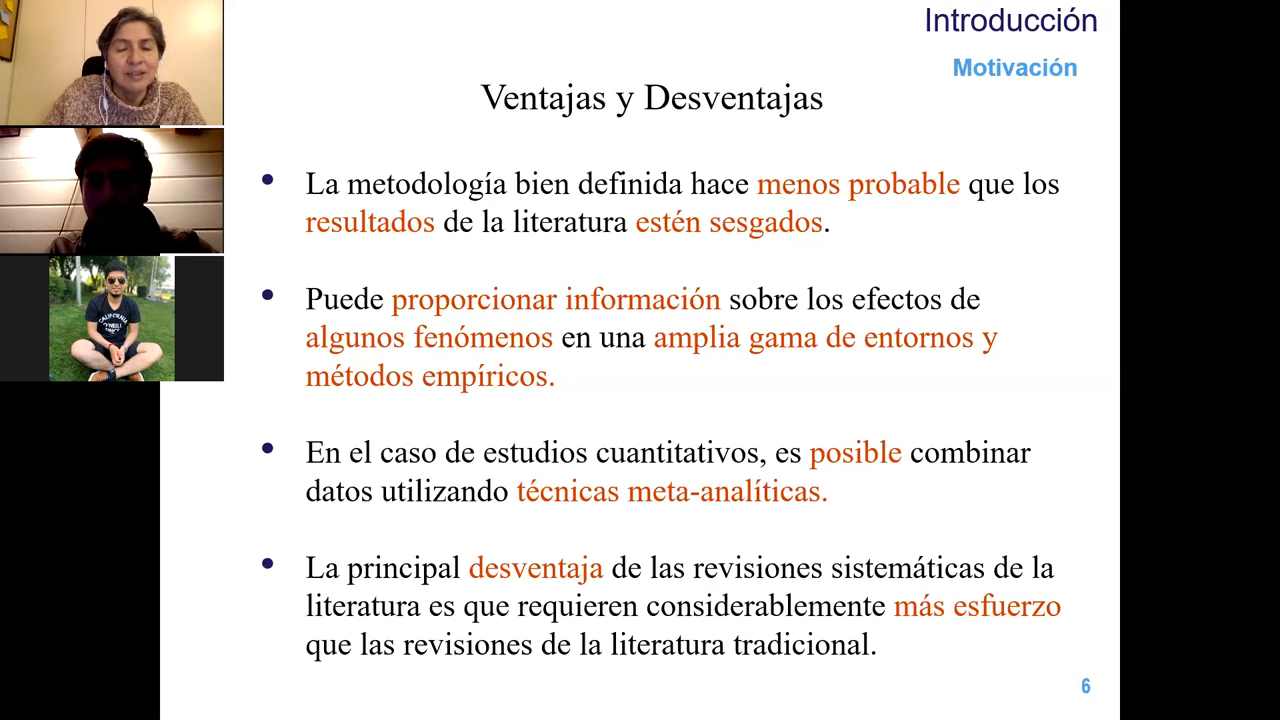 Introducción
Motivación
Ventajas y Desventajas
• La metodología bien definida hace menos probable que los
resultados de la literatura estén sesgados.
• Puede proporcionar información sobre los efectos de
algunos fenómenos en una amplia gama de entornos y
métodos empíricos.
• En el caso de estudios cuantitativos, es posible combinar
datos utilizando técnicas meta-analíticas.
• La principal desventaja de las revisiones sistemáticas de la
literatura es que requieren considerablemente más esfuerzo
que las revisiones de la literatura tradicional.
6
CALIFORNIA
O'NEILL